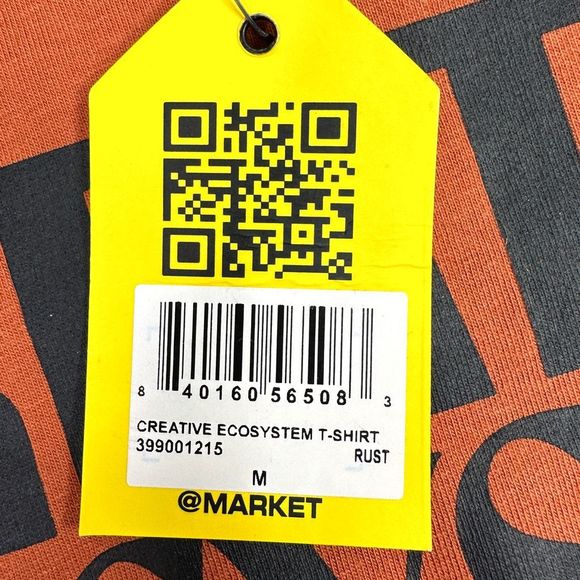 8 40160 56508 3
CREATIVE ECOSYSTEM T-SHIRT
399001215 RUST
M
@MARKET